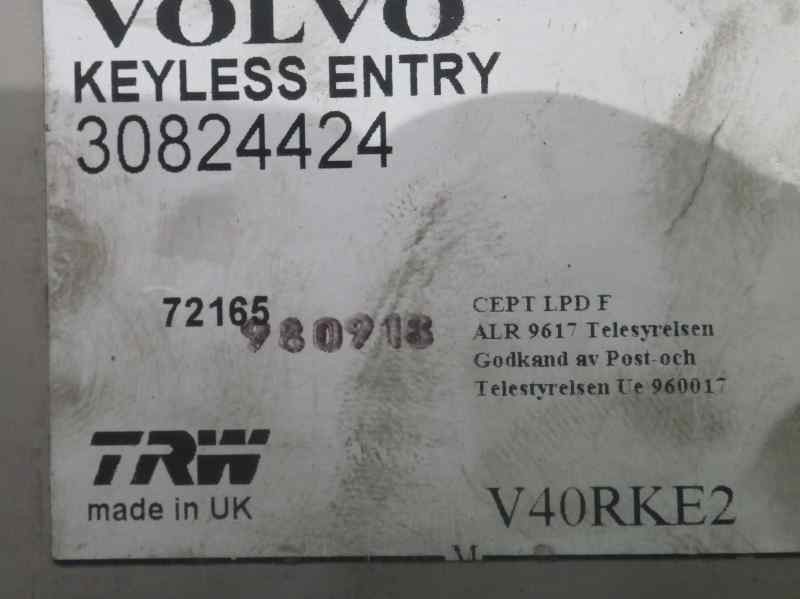 VOLVO
KEYLESS ENTRY
30824424
72165
980918
CEPT LPD F
ALR 9617 Telesyrelsen
Godkand av Post-och
Telestyrelsen Ue 960017
TRW
made in UK
V40RKE2
M